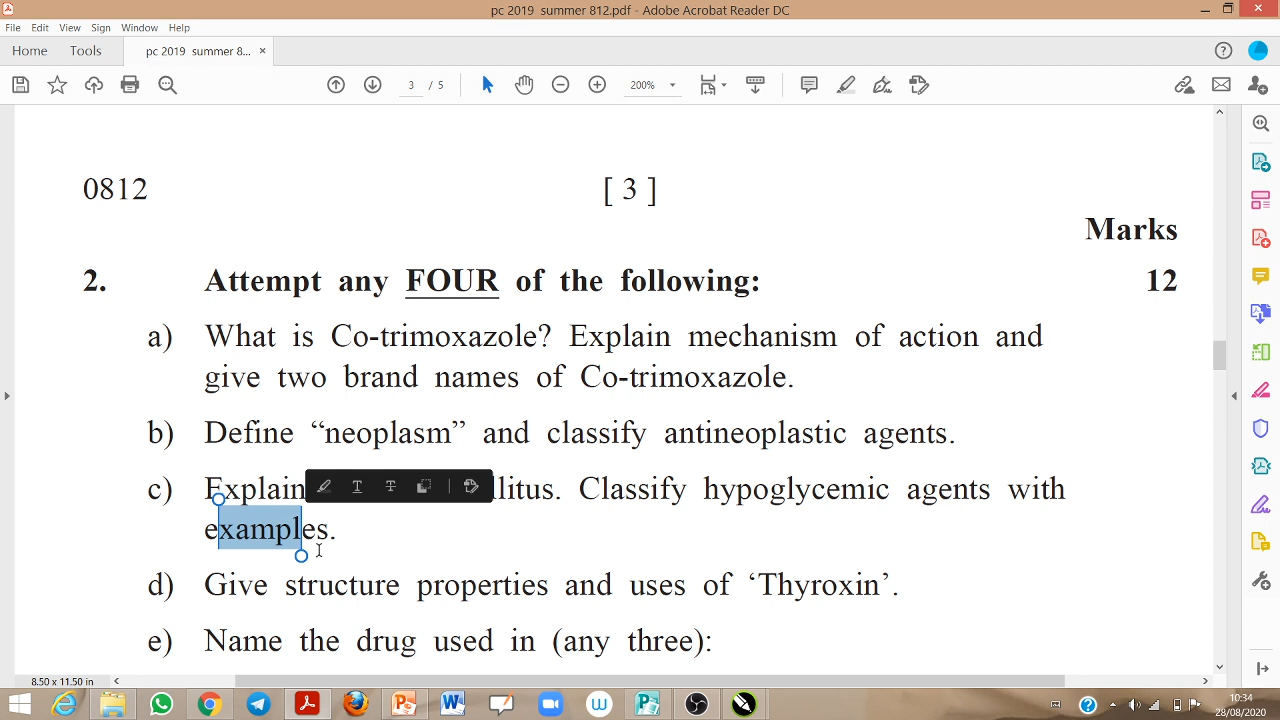 pc 2019 summer 812.pdf - Adobe Acrobat Reader DC
File Edit View Sign Window Help
Home Tools pc 2019 summer 8... ×
3 / 5 200%
0812 [ 3 ]
Marks
2. Attempt any FOUR of the following: 12
a) What is Co-trimoxazole? Explain mechanism of action and
give two brand names of Co-trimoxazole.
b) Define “neoplasm” and classify antineoplastic agents.
c) Explain litus. Classify hypoglycemic agents with
examples.
d) Give structure properties and uses of ‘Thyroxin’.
e) Name the drug used in (any three):
8.50 x 11.50 in
10:34
28/08/2020